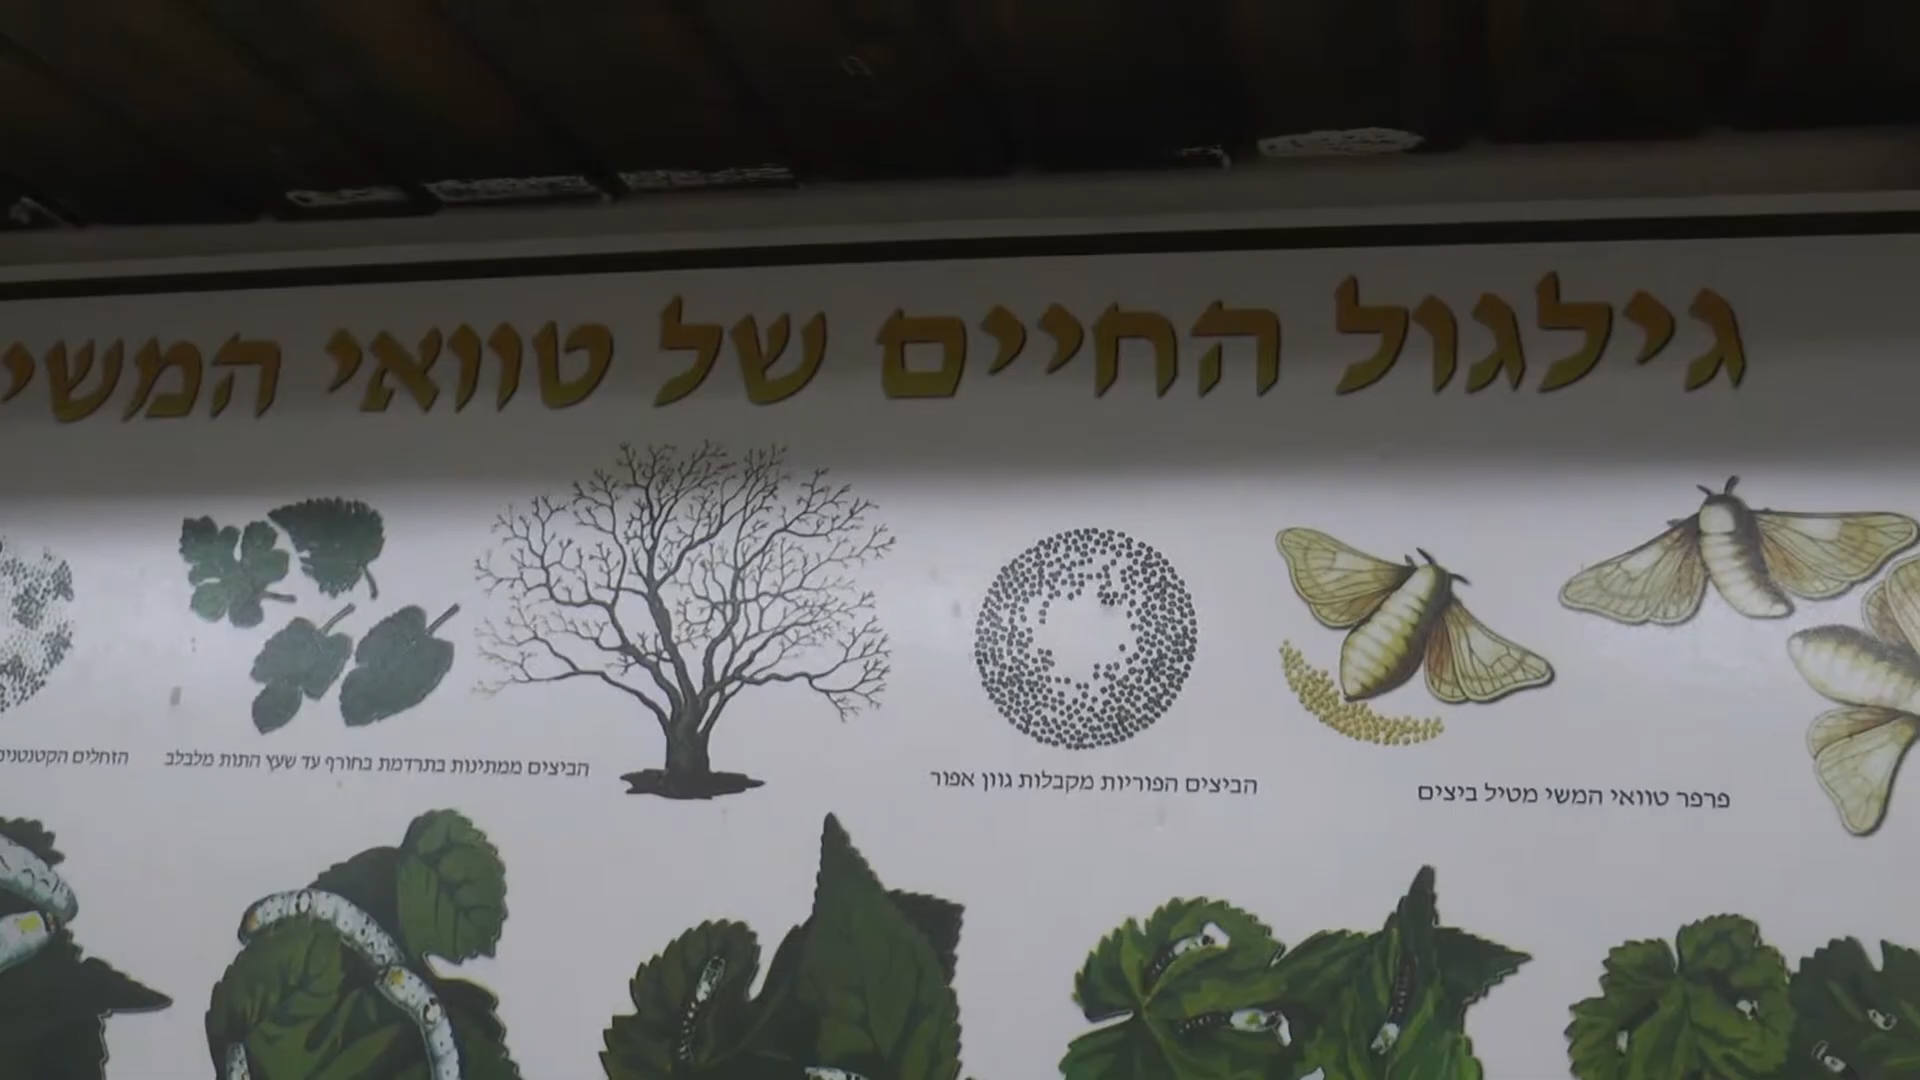 גילגול החיים של טוואי המשי
פרפר טוואי המשי מטיל ביצים
הביצים הפוריות מקבלות גוון אפור
הביצים ממתינות בתרדמת בחורף עד שעץ התות מלבלב
הזחלים